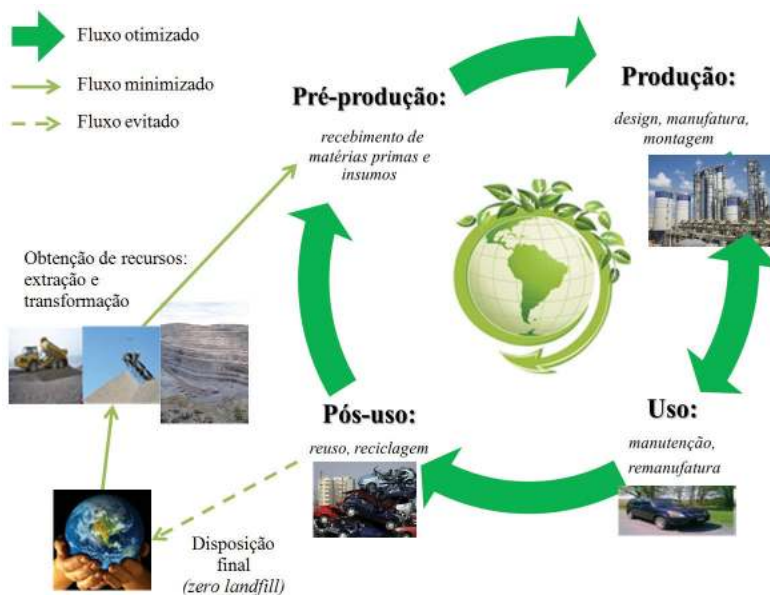 Fluxo otimizado
Fluxo minimizado
Fluxo evitado
Pré-produção:
recebimento de
matérias primas e
insumos
Produção:
design, manufatura,
montagem
Obtenção de recursos:
extração e
transformação
Pós-uso:
reuso, reciclagem
Uso:
manutenção,
remanufatura
Disposição
final
(zero landfill)